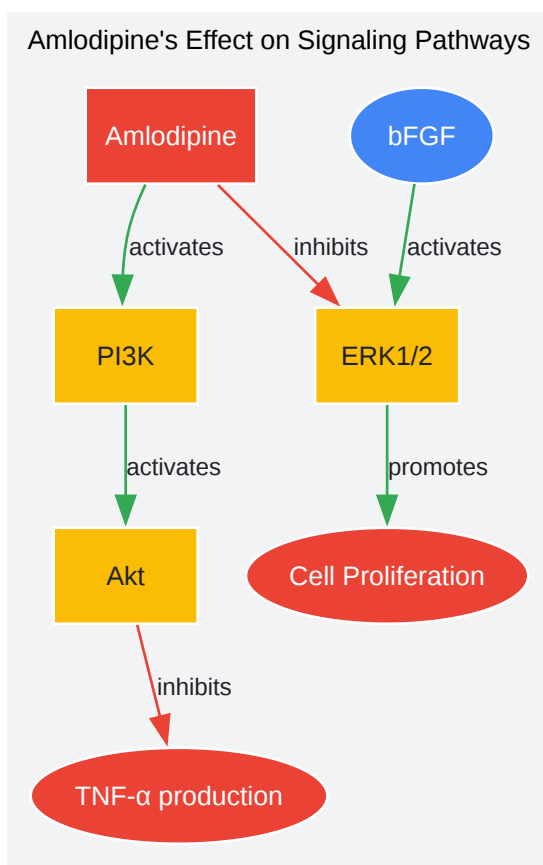 Amlodipine's Effect on Signaling Pathways
Amlodipine
bFGF
activates
inhibits
activates
PI3K
ERK1/2
activates
promotes
Akt
Cell Proliferation
inhibits
TNF-α production